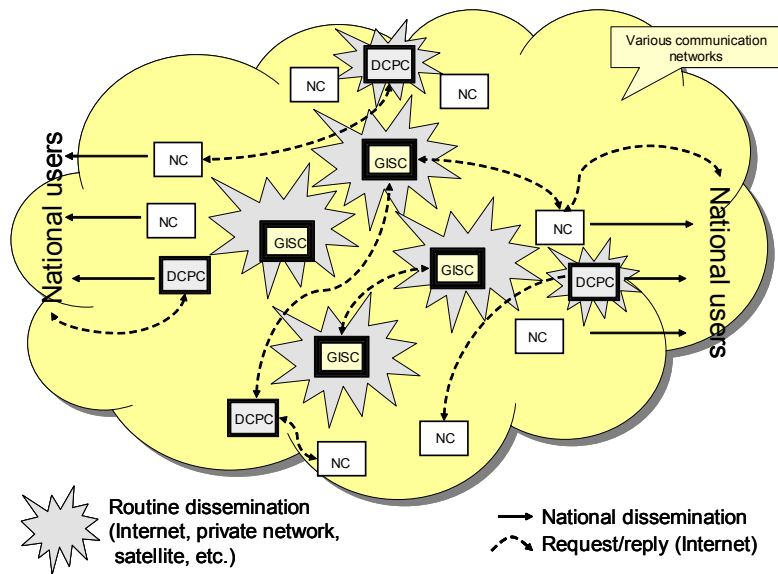 Various communication
networks
DCPC
NC
NC
GISC
NC
National users
NC
GISC
NC
National users
DCPC
GISC
DCPC
NC
GISC
DCPC
NC
NC
Routine dissemination
(Internet, private network,
satellite, etc.)
National dissemination
Request/reply (Internet)